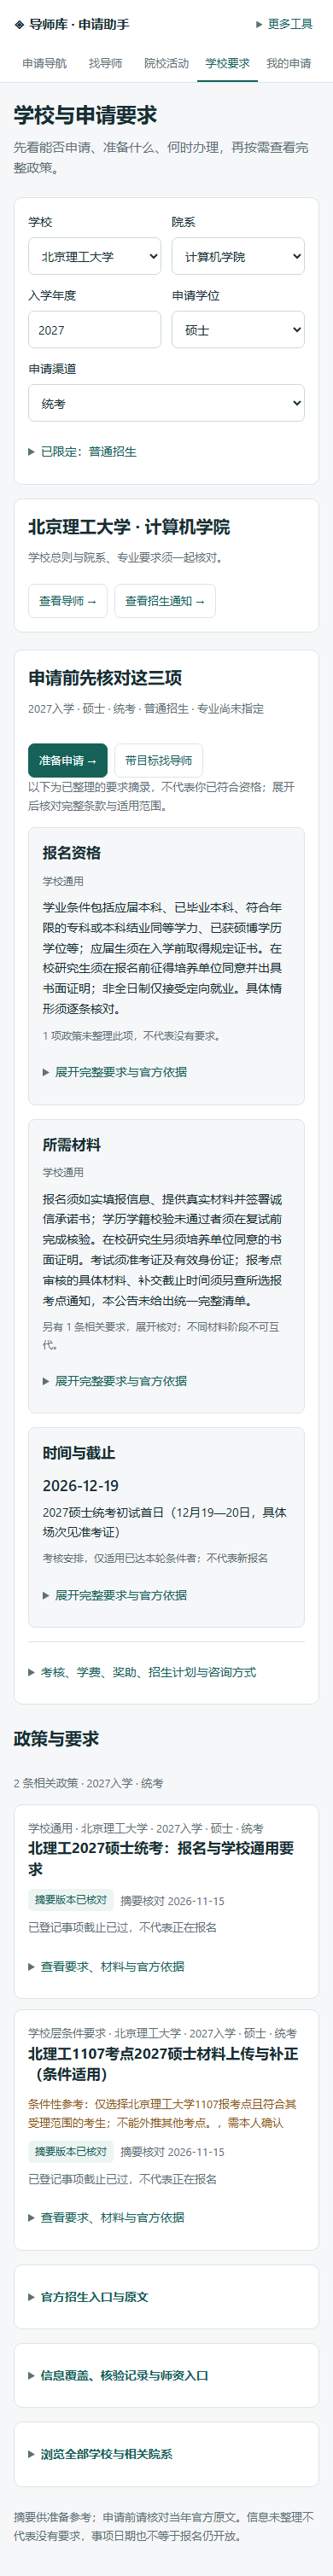 ◈ 导师库 · 申请助手
▶ 更多工具
申请导航 找导师 院校活动 学校要求 我的申请
学校与申请要求
先看能否申请、准备什么、何时办理，再按需查看完
整政策。
学校 院系
北京理工大学 计算机学院
入学年度 申请学位
2027 硕士
申请渠道
统考
▶ 已限定：普通招生
北京理工大学 · 计算机学院
学校总则与院系、专业要求须一起核对。
查看导师 → 查看招生通知 →
申请前先核对这三项
2027入学 · 硕士 · 统考 · 普通招生 · 专业尚未指定
准备申请 → 带目标找导师
以下为已整理的要求摘录，不代表你已符合资格；展开
后核对完整条款与适用范围。
报名资格
学校通用
学业条件包括应届本科、已毕业本科、符合年
限的专科或本科结业同等学力、已获硕博学历
学位等；应届生须在入学前取得规定证书。在
校研究生须在报名前征得培养单位同意并出具
书面证明；非全日制仅接受定向就业。具体情
形须逐条核对。
1 项政策未整理此项，不代表没有要求。
▶ 展开完整要求与官方依据
所需材料
学校通用
报名须如实填报信息、提供真实材料并签署诚
信承诺书；学历学籍校验未通过者须在复试前
完成核验。在校研究生另须培养单位同意的书
面证明。考试须准考证及有效身份证；报考点
审核的具体材料、补交截止时间须另查所选报
考点通知，本公告未给出统一完整清单。
另有 1 条相关要求，展开核对；不同材料阶段不可互
代。
▶ 展开完整要求与官方依据
时间与截止
2026-12-19
2027硕士统考初试首日（12月19—20日，具体
场次见准考证）
考核安排，仅适用已达本轮条件者；不代表新报名
▶ 展开完整要求与官方依据
▶ 考核、学费、奖助、招生计划与咨询方式
政策与要求
2 条相关政策 · 2027入学 · 统考
学校通用 · 北京理工大学 · 2027入学 · 硕士 · 统考
北理工2027硕士统考：报名与学校通用要
求
摘要版本已核对 摘要核对 2026-11-15
已登记事项截止已过，不代表正在报名
▶ 查看要求、材料与官方依据
学校层条件要求 · 北京理工大学 · 2027入学 · 硕士 · 统考
北理工1107考点2027硕士材料上传与补正
（条件适用）
条件性参考：仅选择北京理工大学1107报考点且符合其
受理范围的考生；不能外推其他考点。，需本人确认
摘要版本已核对 摘要核对 2026-11-15
已登记事项截止已过，不代表正在报名
▶ 查看要求、材料与官方依据
▶ 官方招生入口与原文
▶ 信息覆盖、核验记录与师资入口
▶ 浏览全部学校与相关院系
摘要供准备参考；申请前请核对当年官方原文。信息未整理不
代表没有要求，事项日期也不等于报名仍开放。